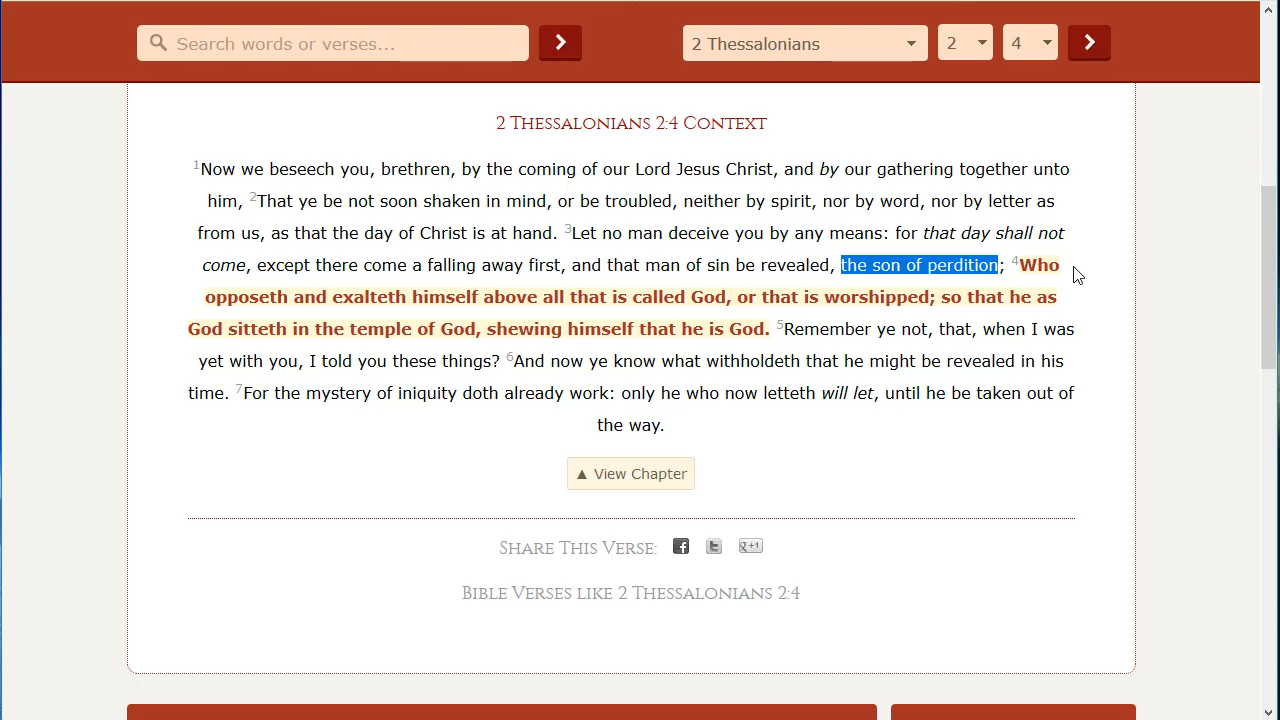 Search words or verses...
2 Thessalonians 2 4
2 Thessalonians 2:4 Context
1Now we beseech you, brethren, by the coming of our Lord Jesus Christ, and by our gathering together unto
him, 2That ye be not soon shaken in mind, or be troubled, neither by spirit, nor by word, nor by letter as
from us, as that the day of Christ is at hand. 3Let no man deceive you by any means: for that day shall not
come, except there come a falling away first, and that man of sin be revealed, the son of perdition; 4Who
opposeth and exalteth himself above all that is called God, or that is worshipped; so that he as
God sitteth in the temple of God, shewing himself that he is God. 5Remember ye not, that, when I was
yet with you, I told you these things? 6And now ye know what withholdeth that he might be revealed in his
time. 7For the mystery of iniquity doth already work: only he who now letteth will let, until he be taken out of
the way.
▲ View Chapter
Share This Verse: f t g+1
Bible Verses like 2 Thessalonians 2:4